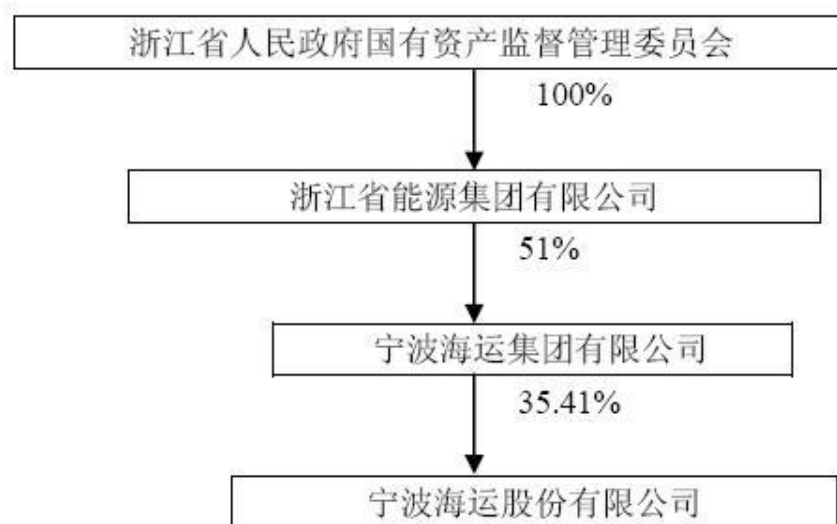 浙江省人民政府国有资产监督管理委员会
100%
浙江省能源集团有限公司
51%
宁波海运集团有限公司
35.41%
宁波海运股份有限公司